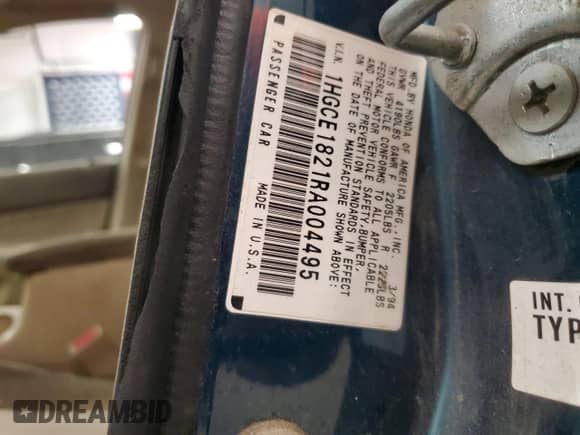 MFD. BY HONDA OF AMERICA MFG., INC. 3/94
GVWR 4180LBS GAWR F 2205LBS R 2225LBS
THIS VEHICLE CONFORMS TO ALL APPLICABLE
FEDERAL MOTOR VEHICLE SAFETY, BUMPER,
AND THEFT PREVENTION STANDARDS IN EFFECT
ON THE DATE OF MANUFACTURE SHOWN ABOVE:
V.I.N. 1HGCE1821RA004495
PASSENGER CAR MADE IN U.S.A.
INT.
TYP
DREAMBID